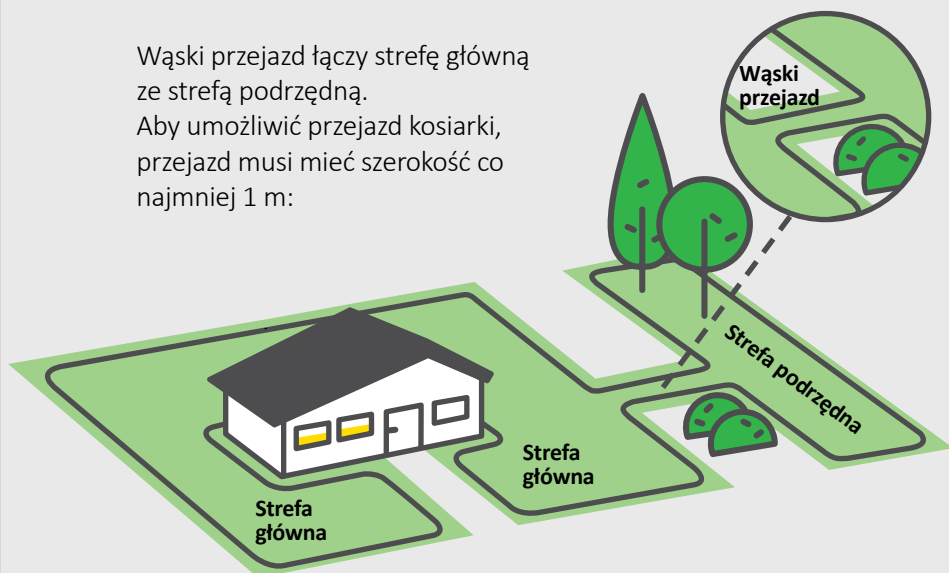 Wąski przejazd łączy strefę główną
ze strefą podrzędną.
Aby umożliwić przejazd kosiarki,
przejazd musi mieć szerokość co
najmniej 1 m:
Wąski
przejazd
Strefa podrzędna
Strefa
główna
Strefa
główna